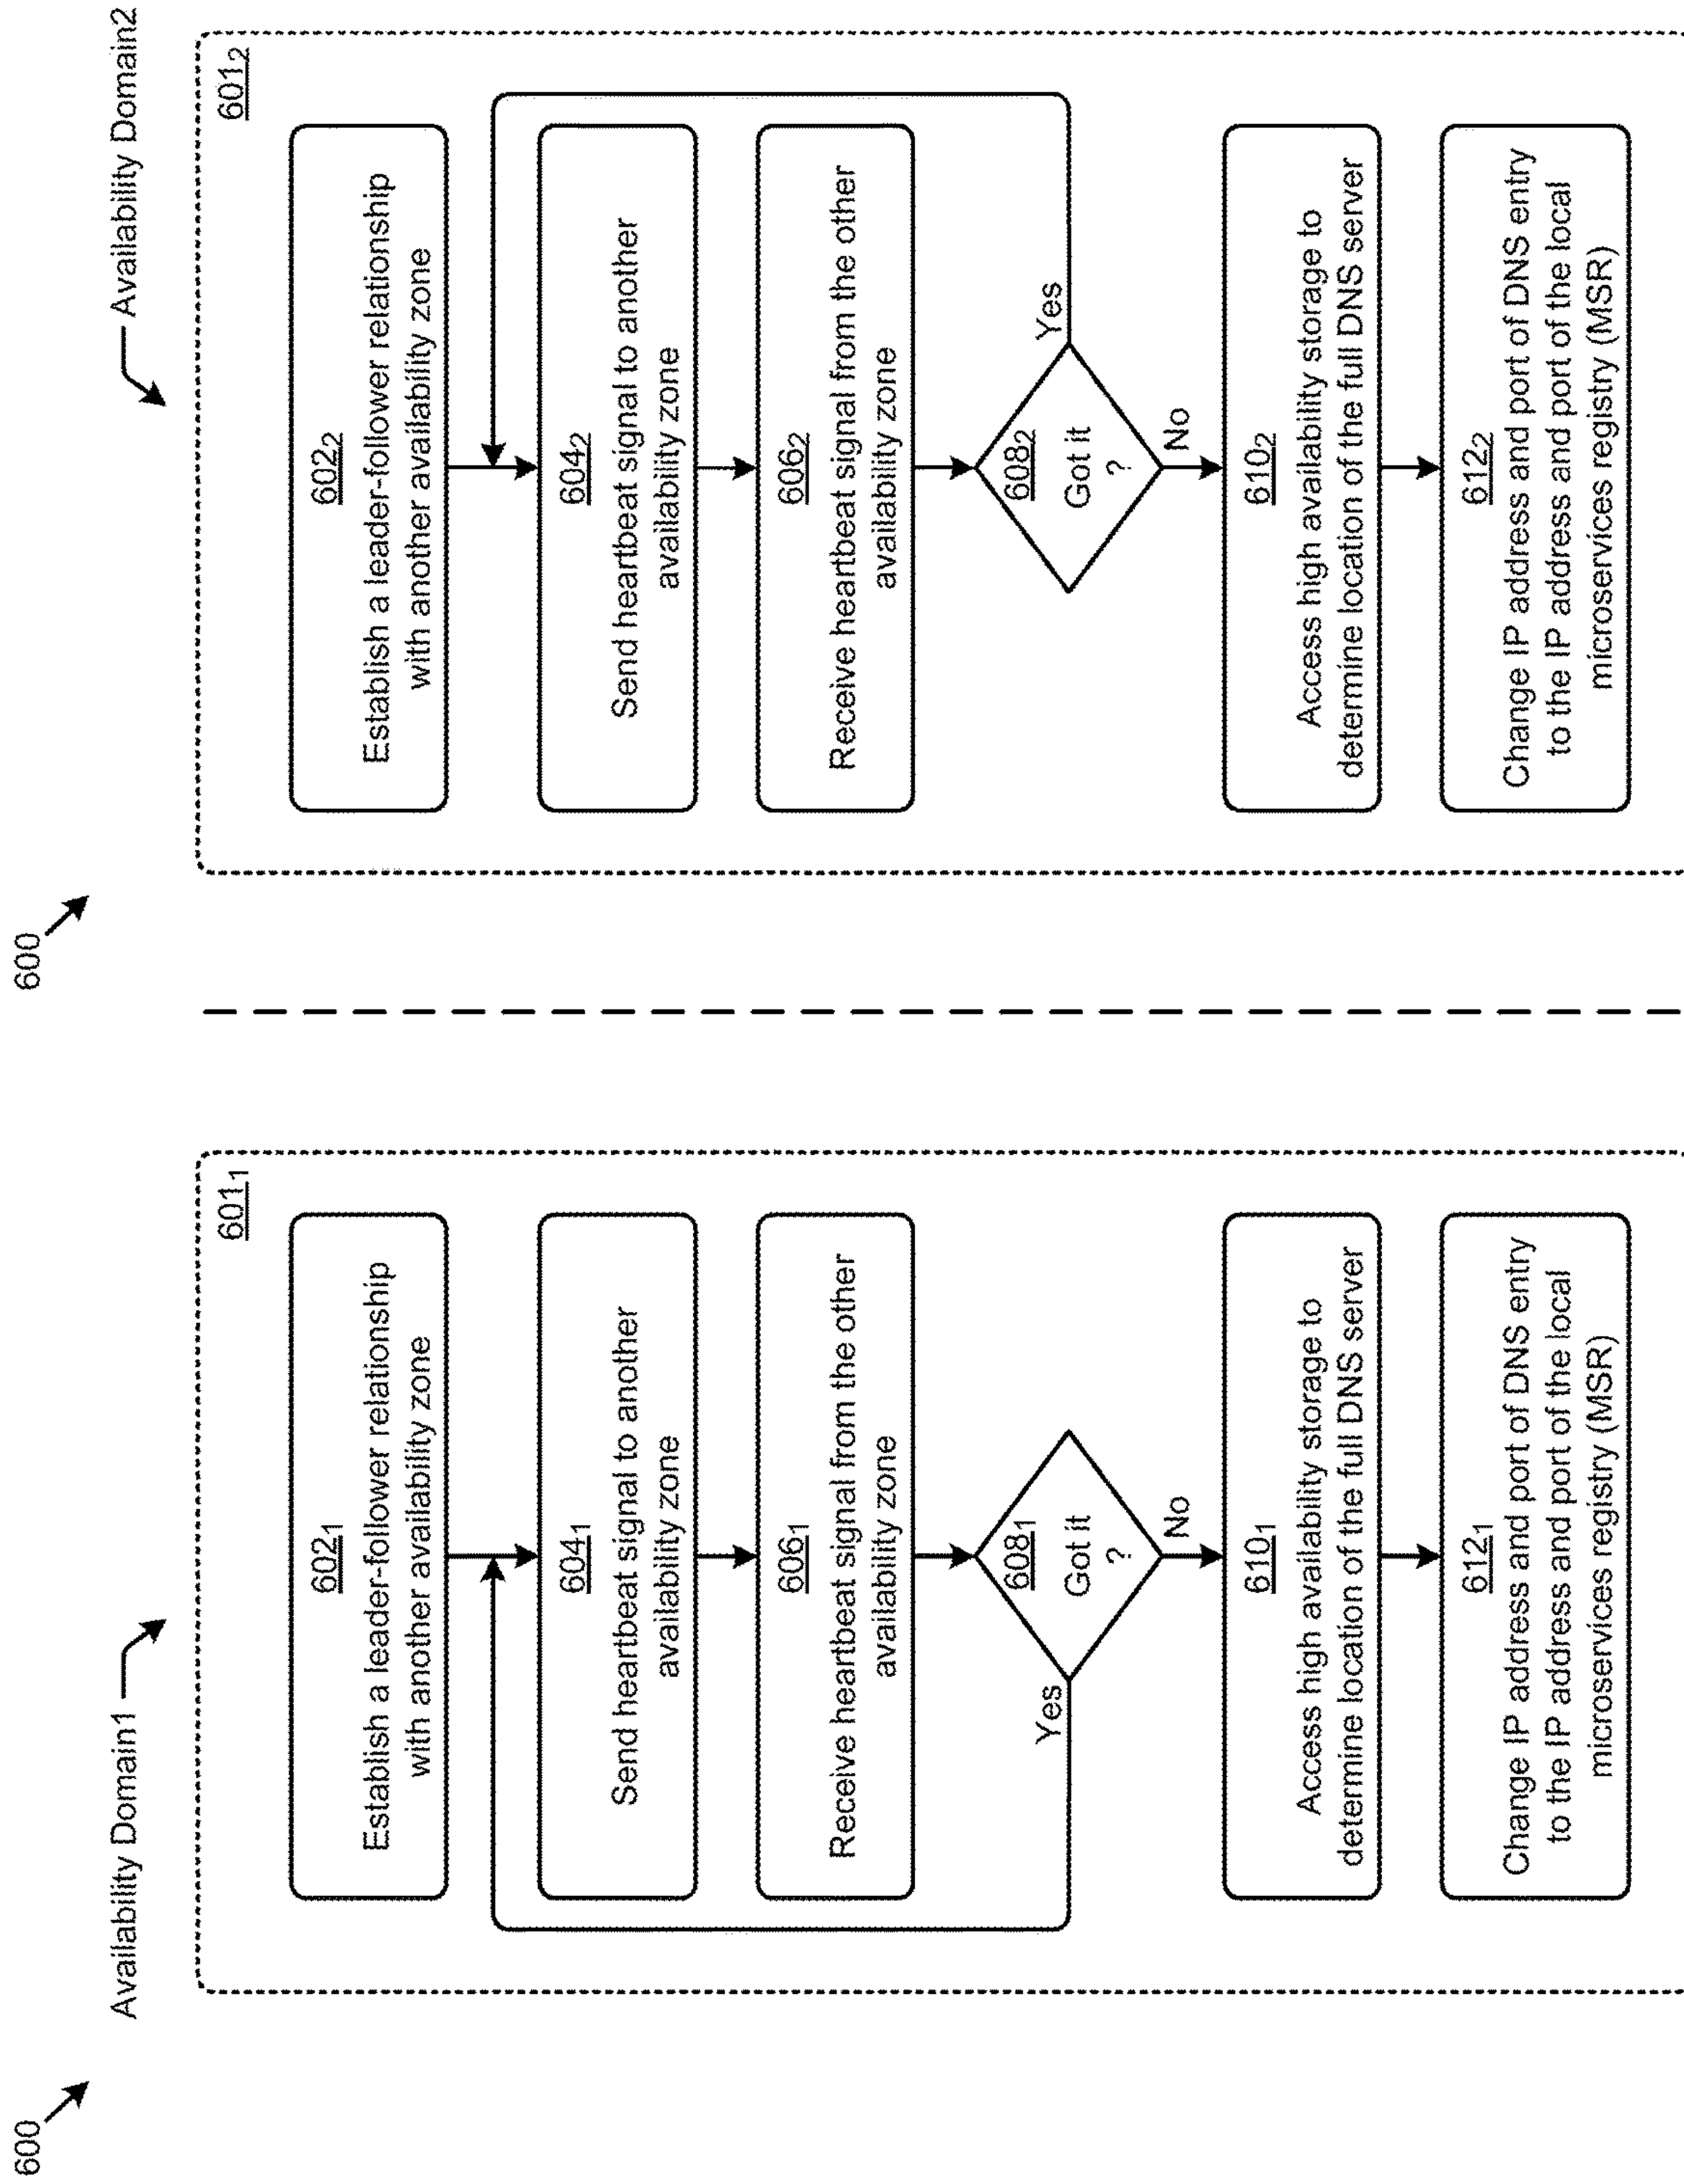 600
Availability Domain1
601₁
602₁
Establish a leader-follower relationship
with another availability zone
604₁
Send heartbeat signal to another
availability zone
606₁
Receive heartbeat signal from the other
availability zone
608₁
Got it
?
Yes
No
610₁
Access high availability storage to
determine location of the full DNS server
612₁
Change IP address and port of DNS entry
to the IP address and port of the local
microservices registry (MSR)
600
Availability Domain2
601₂
602₂
Establish a leader-follower relationship
with another availability zone
604₂
Send heartbeat signal to another
availability zone
606₂
Receive heartbeat signal from the other
availability zone
608₂
Got it
?
Yes
No
610₂
Access high availability storage to
determine location of the full DNS server
612₂
Change IP address and port of DNS entry
to the IP address and port of the local
microservices registry (MSR)